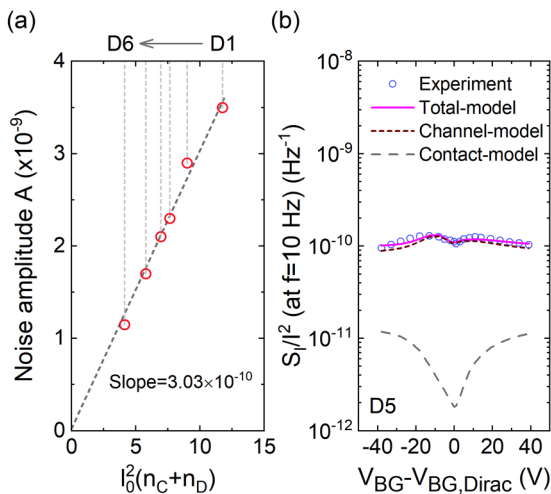 (a)
D6 ← D1
Noise amplitude A (x10⁻⁹)
4
3
2
1
0
Slope=3.03×10⁻¹⁰
0 5 10 15
I₀²(n_C+n_D)
(b)
S_I/I² (at f=10 Hz) (Hz⁻¹)
10⁻⁸
10⁻⁹
10⁻¹⁰
10⁻¹¹
10⁻¹²
Experiment
Total-model
Channel-model
Contact-model
D5
-40 -20 0 20 40
V_BG-V_BG,Dirac (V)